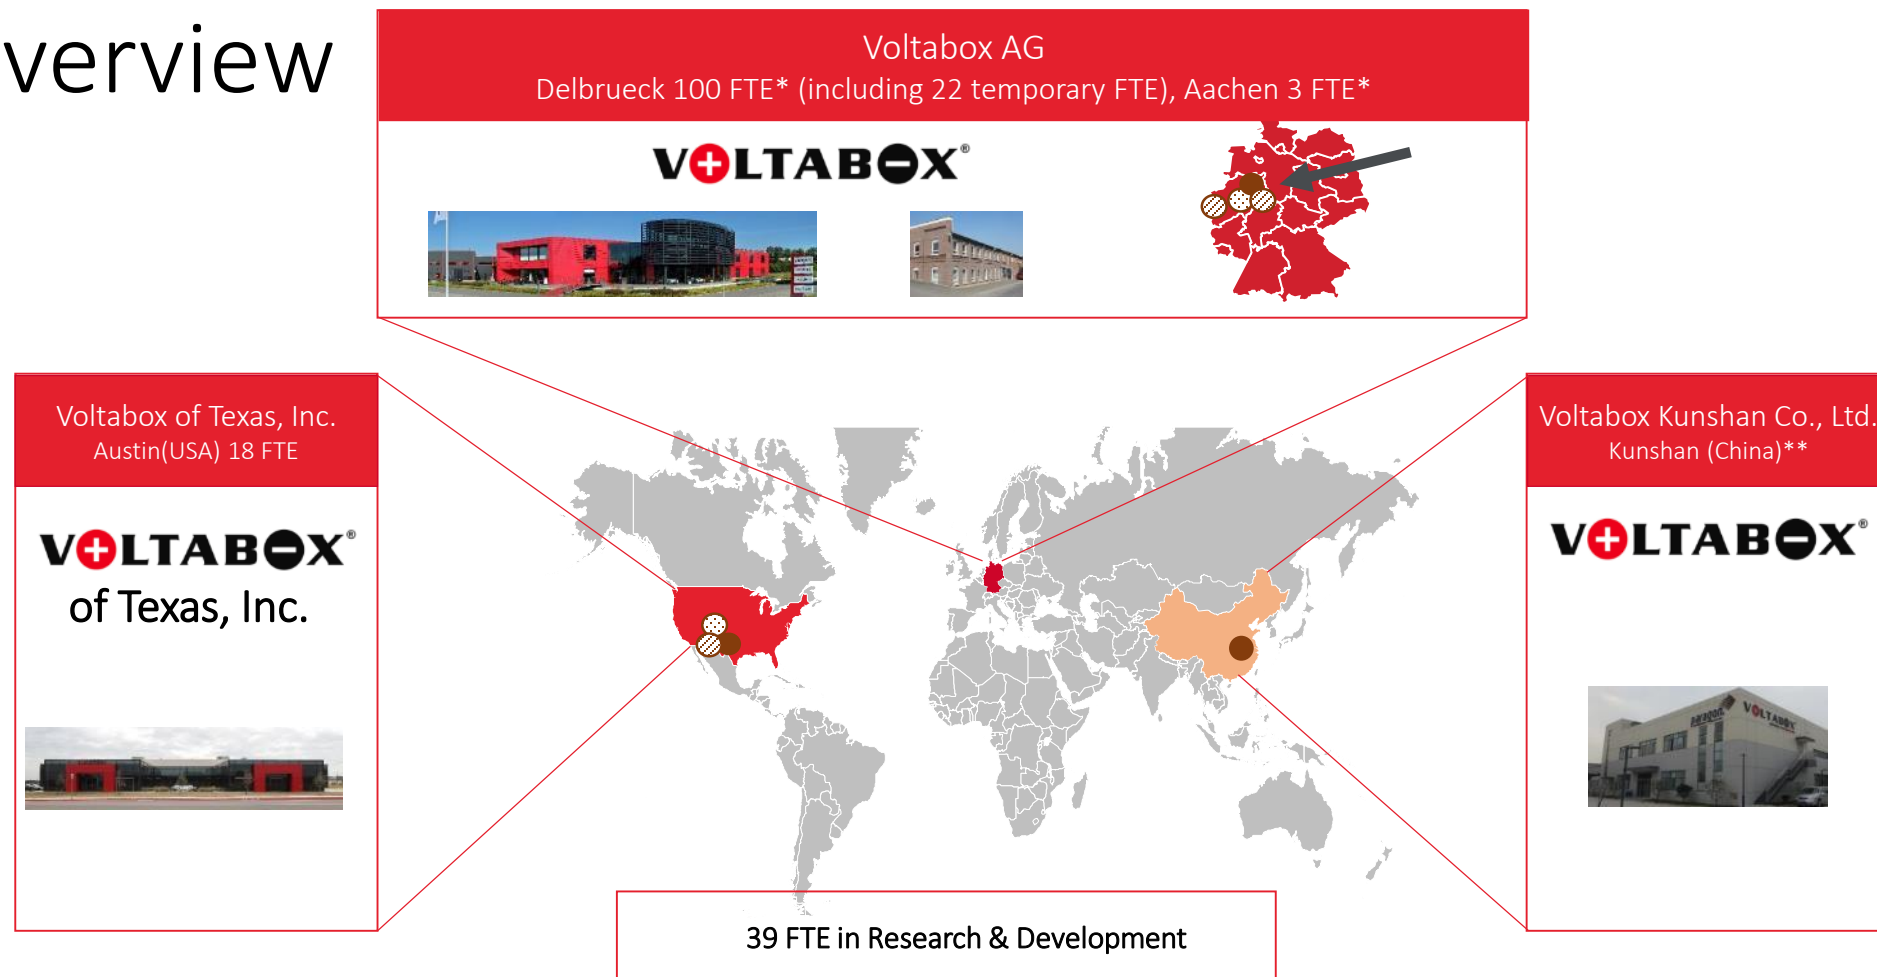 verview
Voltabox AG
Delbrueck 100 FTE* (including 22 temporary FTE), Aachen 3 FTE*
VOLTABOX®
Voltabox of Texas, Inc.
Austin(USA) 18 FTE
VOLTABOX®
of Texas, Inc.
Voltabox Kunshan Co., Ltd.
Kunshan (China)**
VOLTABOX®
paragon
VOLTABOX
39 FTE in Research & Development